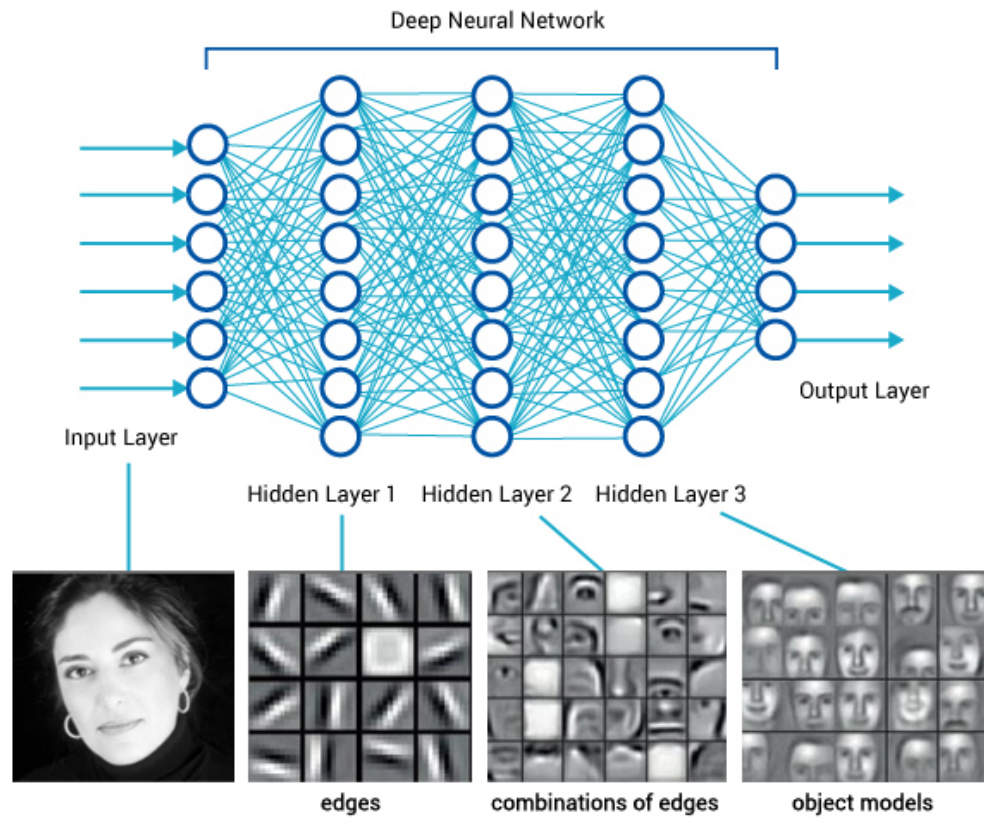 Deep Neural Network
Output Layer
Input Layer
Hidden Layer 1 Hidden Layer 2 Hidden Layer 3
edges combinations of edges object models